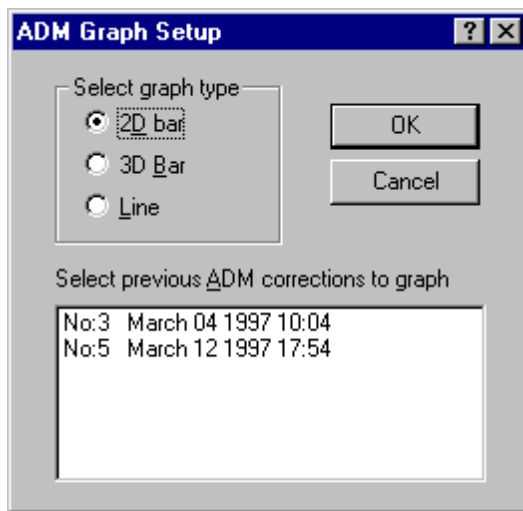 ADM Graph Setup
Select graph type
2D bar
3D Bar
Line
OK
Cancel
Select previous ADM corrections to graph
No:3 March 04 1997 10:04
No:5 March 12 1997 17:54